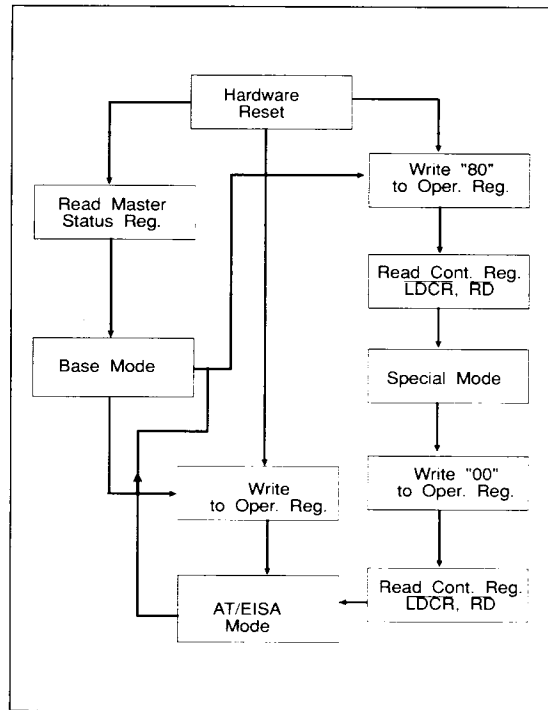 Hardware
Reset
Write "80"
to Oper. Reg.
Read Master
Status Reg.
Read Cont. Reg.
LDCR, RD
Base Mode
Special Mode
Write
to Oper. Reg.
Write "00"
to Oper. Reg.
AT/EISA
Mode
Read Cont. Reg.
LDCR, RD